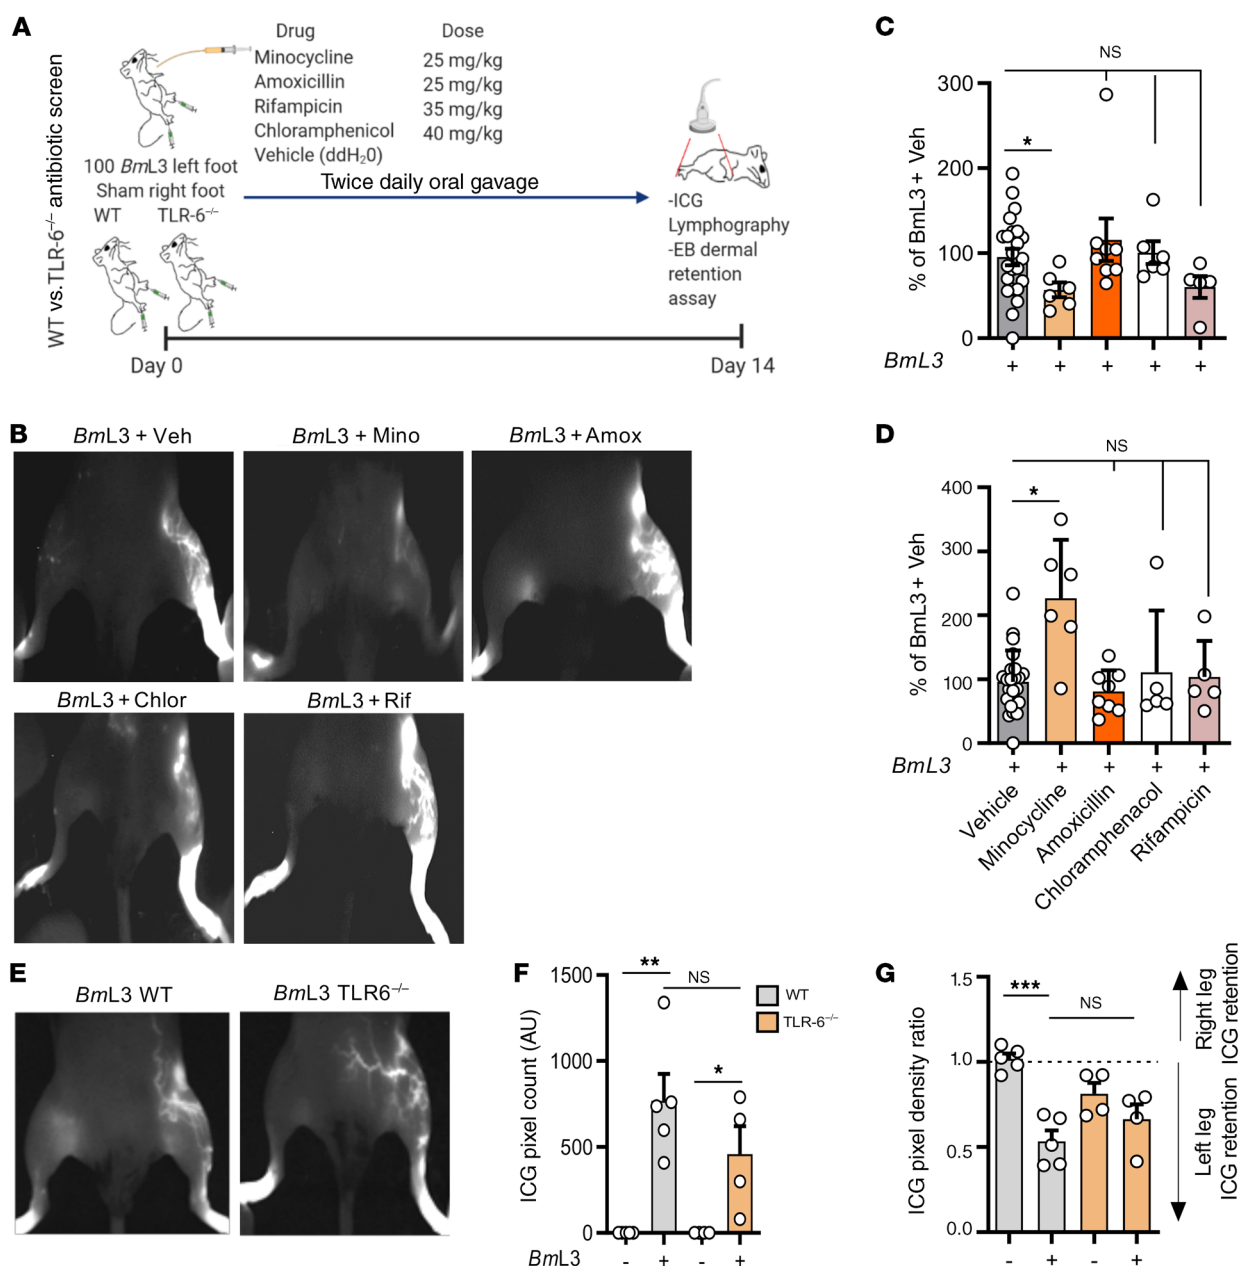 A
WT vs.TLR-6–/– antibiotic screen
Drug Dose
Minocycline 25 mg/kg
Amoxicillin 25 mg/kg
Rifampicin 35 mg/kg
Chloramphenicol 40 mg/kg
Vehicle (ddH20)
100 BmL3 left foot
Sham right foot
WT TLR-6–/–
Twice daily oral gavage
-ICG
Lymphography
-EB dermal
retention
assay
Day 0 Day 14
B
BmL3 + Veh
BmL3 + Mino
BmL3 + Amox
BmL3 + Chlor
BmL3 + Rif
C
NS
*
% of BmL3 + Veh
300
200
100
0
BmL3 + + + + +
D
NS
*
% of BmL3 + Veh
400
300
200
100
0
BmL3 + + + + +
Vehicle
Minocycline
Amoxicillin
Chloramphenacol
Rifampicin
E
BmL3 WT
BmL3 TLR6–/–
F
** NS
*
WT
TLR-6–/–
ICG pixel count (AU)
1500
1000
500
0
BmL3 - + - +
G
*** NS
ICG pixel density ratio
1.5
1.0
0.5
0.0
- + - +
Right leg
ICG retention
Left leg
ICG retention